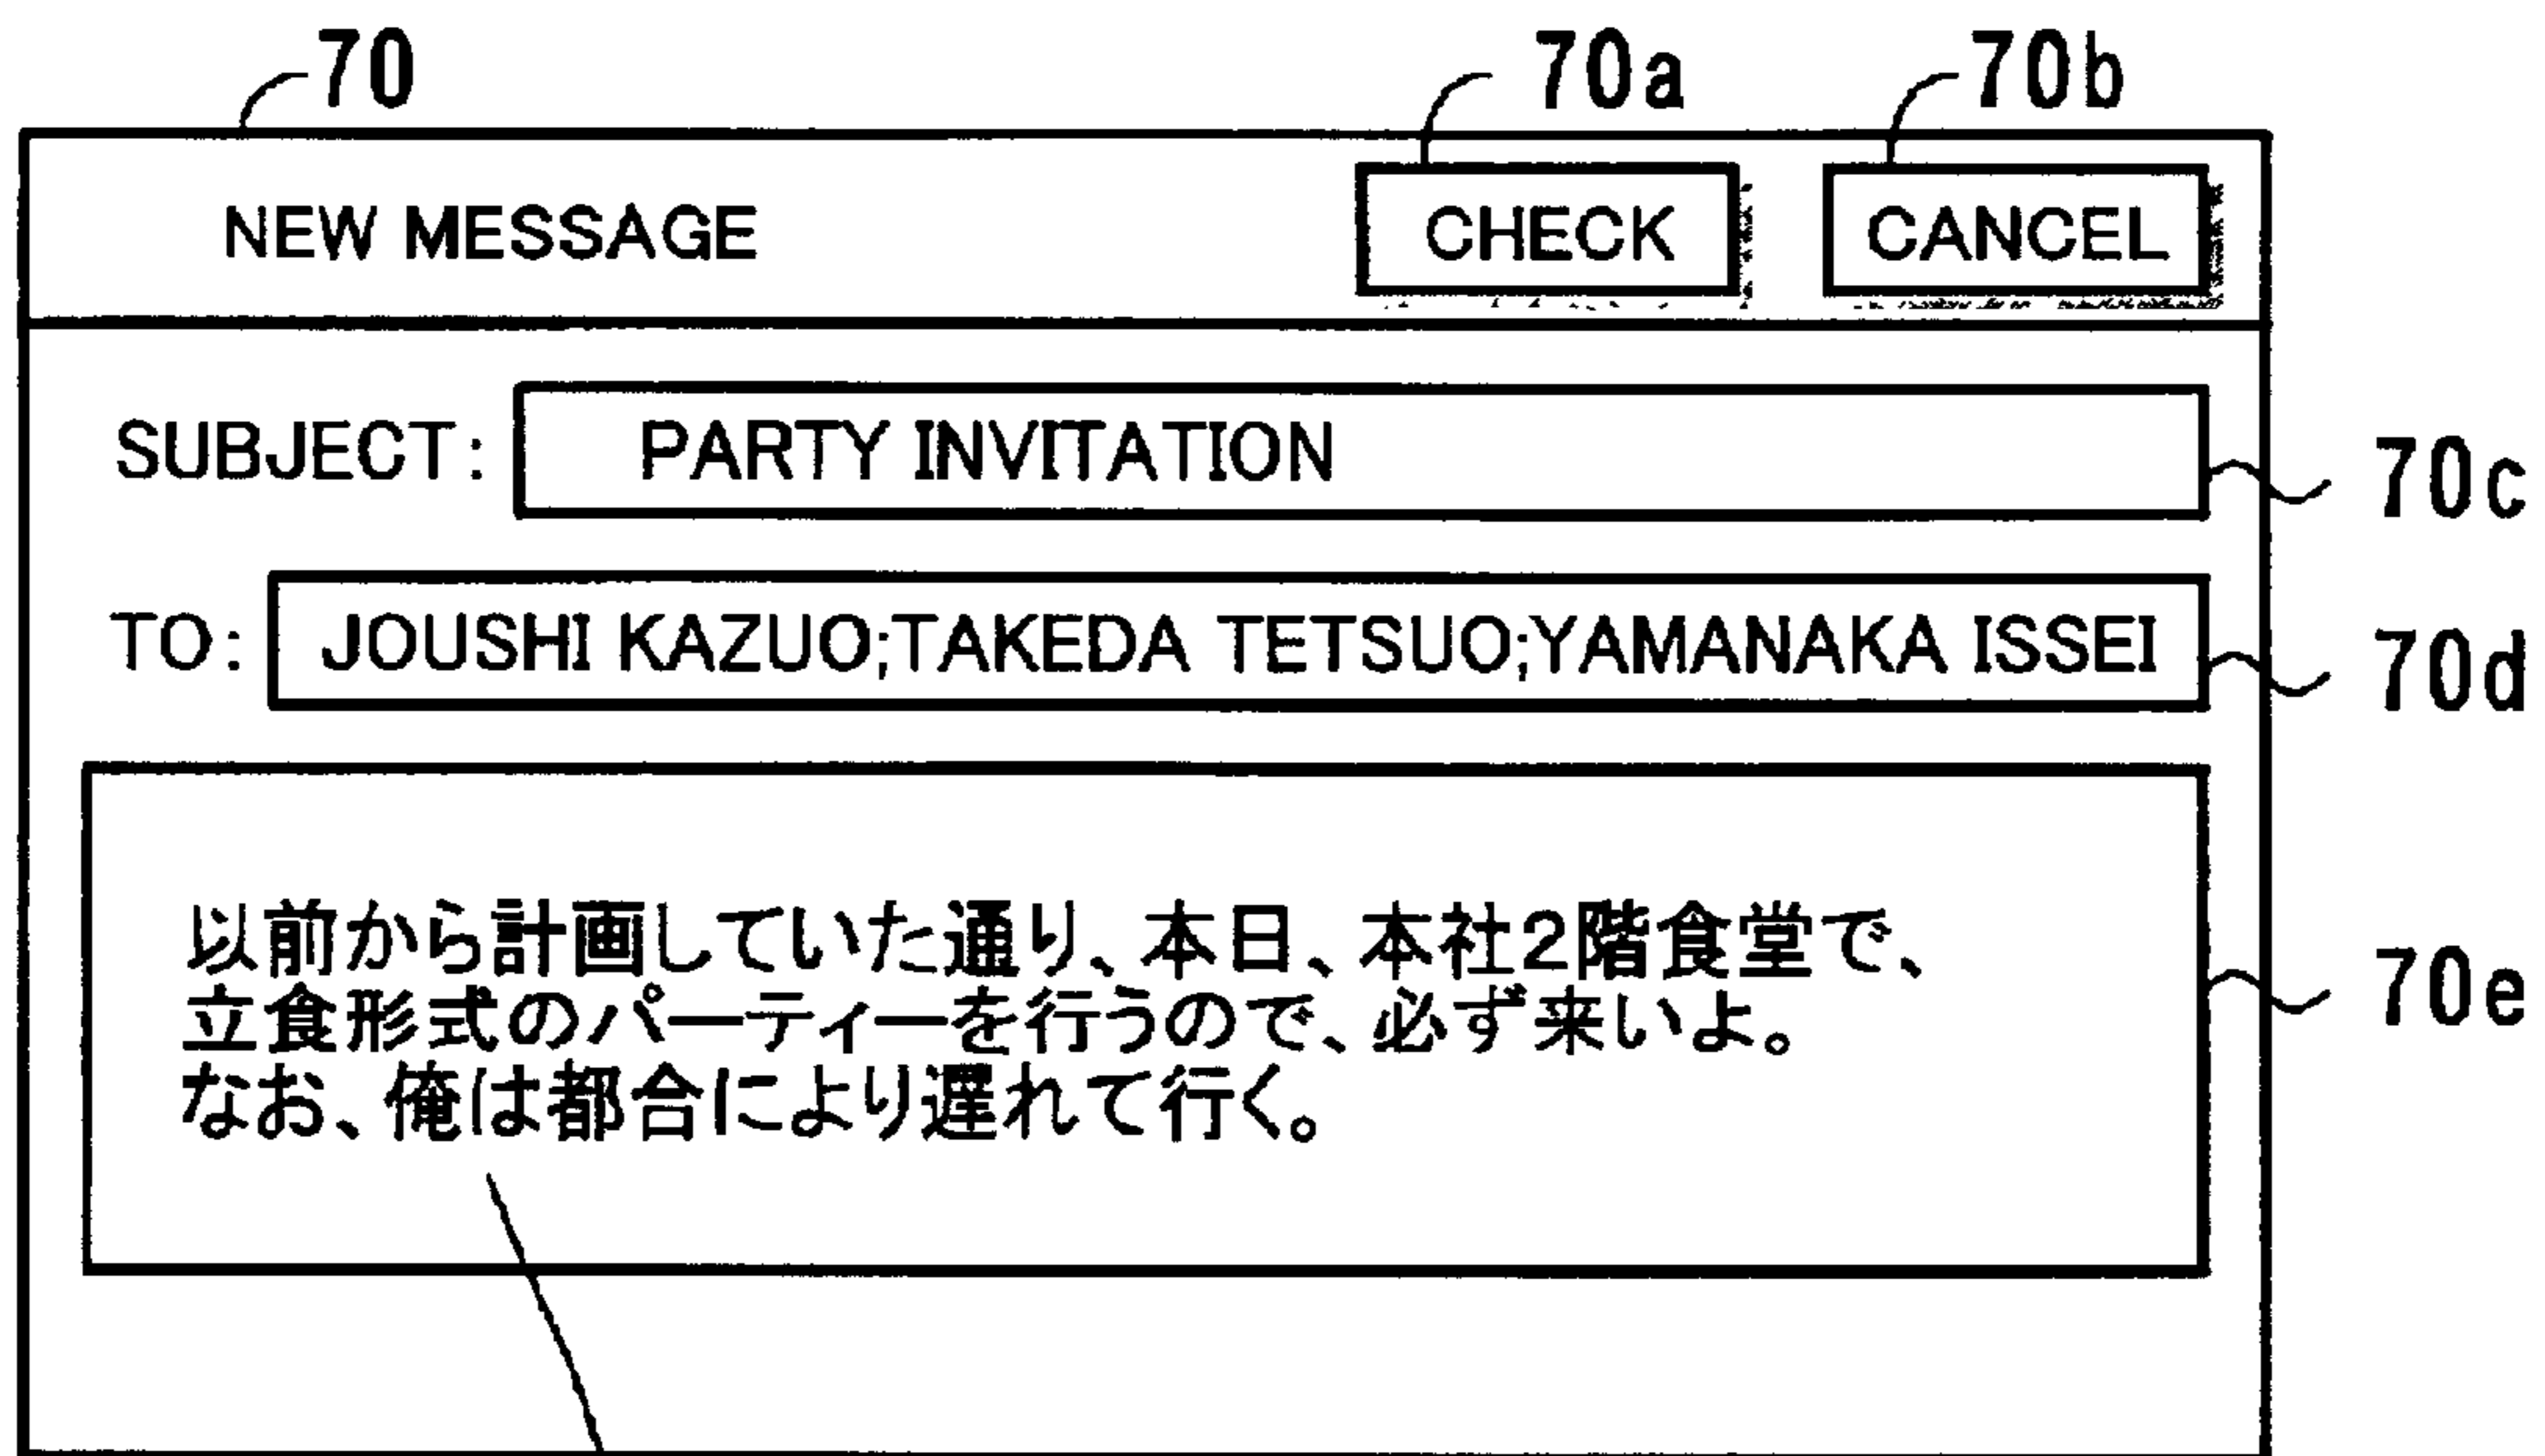 70 70a 70b
NEW MESSAGE CHECK CANCEL
SUBJECT: PARTY INVITATION 70c
TO: JOUSHI KAZUO;TAKEDA TETSUO;YAMANAKA ISSEI 70d
以前から計画していた通り、本日、本社2階食堂で、
立食形式のパーティーを行うので、必ず来いよ。 70e
なお、俺は都合により遅れて行く。